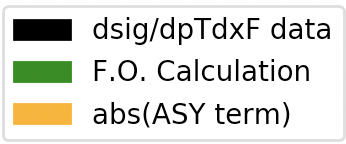 dsig/dpTdxF data
F.O. Calculation
abs(ASY term)